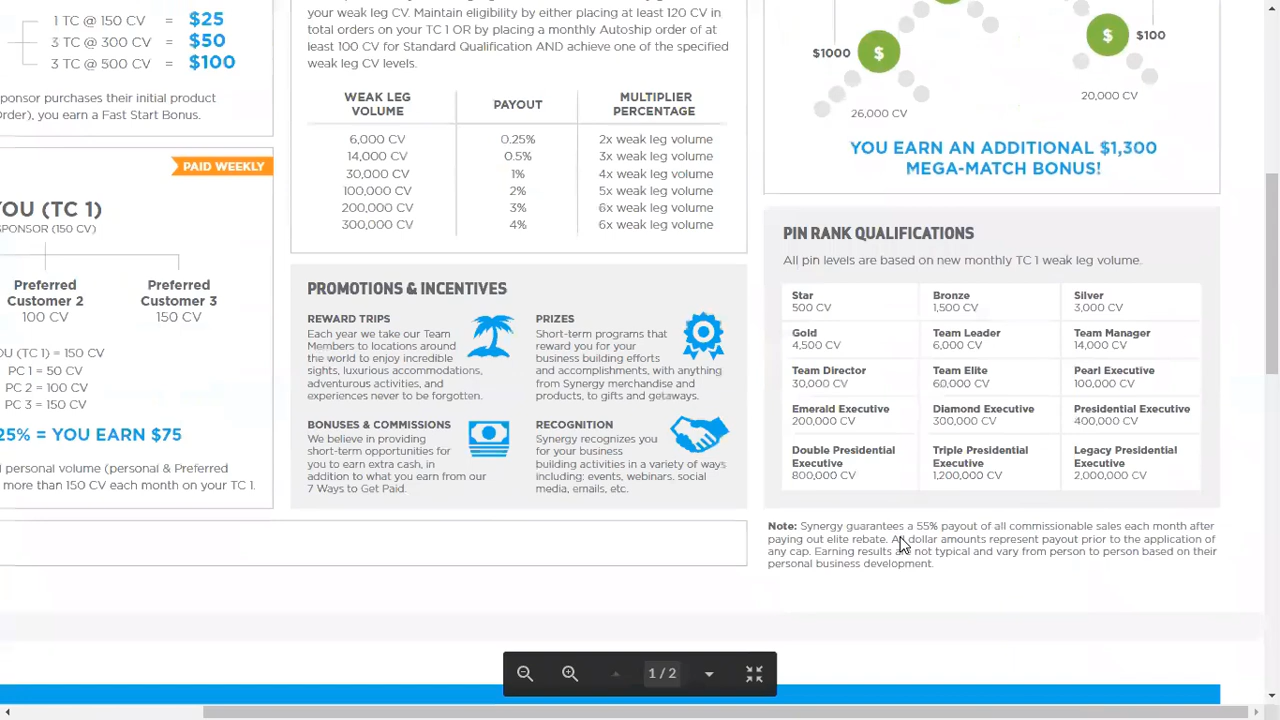 1 TC @ 150 CV = $25
3 TC @ 300 CV = $50
3 TC @ 500 CV = $100
ponsor purchases their initial product
Order), you earn a Fast Start Bonus.
PAID WEEKLY
YOU (TC 1)
SPONSOR (150 CV)
Preferred
Customer 2
100 CV
Preferred
Customer 3
150 CV
OU (TC 1) = 150 CV
PC 1 = 50 CV
PC 2 = 100 CV
PC 3 = 150 CV
25% = YOU EARN $75
l personal volume (personal & Preferred
more than 150 CV each month on your TC 1.
your weak leg CV. Maintain eligibility by either placing at least 120 CV in
total orders on your TC 1 OR by placing a monthly Autoship order of at
least 100 CV for Standard Qualification AND achieve one of the specified
weak leg CV levels.
WEAK LEG
VOLUME
PAYOUT
MULTIPLIER
PERCENTAGE
6,000 CV 0.25% 2x weak leg volume
14,000 CV 0.5% 3x weak leg volume
30,000 CV 1% 4x weak leg volume
100,000 CV 2% 5x weak leg volume
200,000 CV 3% 6x weak leg volume
300,000 CV 4% 6x weak leg volume
PROMOTIONS & INCENTIVES
REWARD TRIPS
Each year we take our Team
Members to locations around
the world to enjoy incredible
sights, luxurious accommodations,
adventurous activities, and
experiences never to be forgotten.
PRIZES
Short-term programs that
reward you for your
business building efforts
and accomplishments, with anything
from Synergy merchandise and
products, to gifts and getaways.
BONUSES & COMMISSIONS
We believe in providing
short-term opportunities for
you to earn extra cash, in
addition to what you earn from our
7 Ways to Get Paid.
RECOGNITION
Synergy recognizes you
for your business
building activities in a variety of ways
including: events, webinars. social
media, emails, etc.
$1000 $
26,000 CV
$ $100
20,000 CV
YOU EARN AN ADDITIONAL $1,300
MEGA-MATCH BONUS!
PIN RANK QUALIFICATIONS
All pin levels are based on new monthly TC 1 weak leg volume.
Star
500 CV
Bronze
1,500 CV
Silver
3,000 CV
Gold
4,500 CV
Team Leader
6,000 CV
Team Manager
14,000 CV
Team Director
30,000 CV
Team Elite
60,000 CV
Pearl Executive
100,000 CV
Emerald Executive
200,000 CV
Diamond Executive
300,000 CV
Presidential Executive
400,000 CV
Double Presidential
Executive
800,000 CV
Triple Presidential
Executive
1,200,000 CV
Legacy Presidential
Executive
2,000,000 CV
Note: Synergy guarantees a 55% payout of all commissionable sales each month after
paying out elite rebate. All dollar amounts represent payout prior to the application of
any cap. Earning results are not typical and vary from person to person based on their
personal business development.
1 / 2